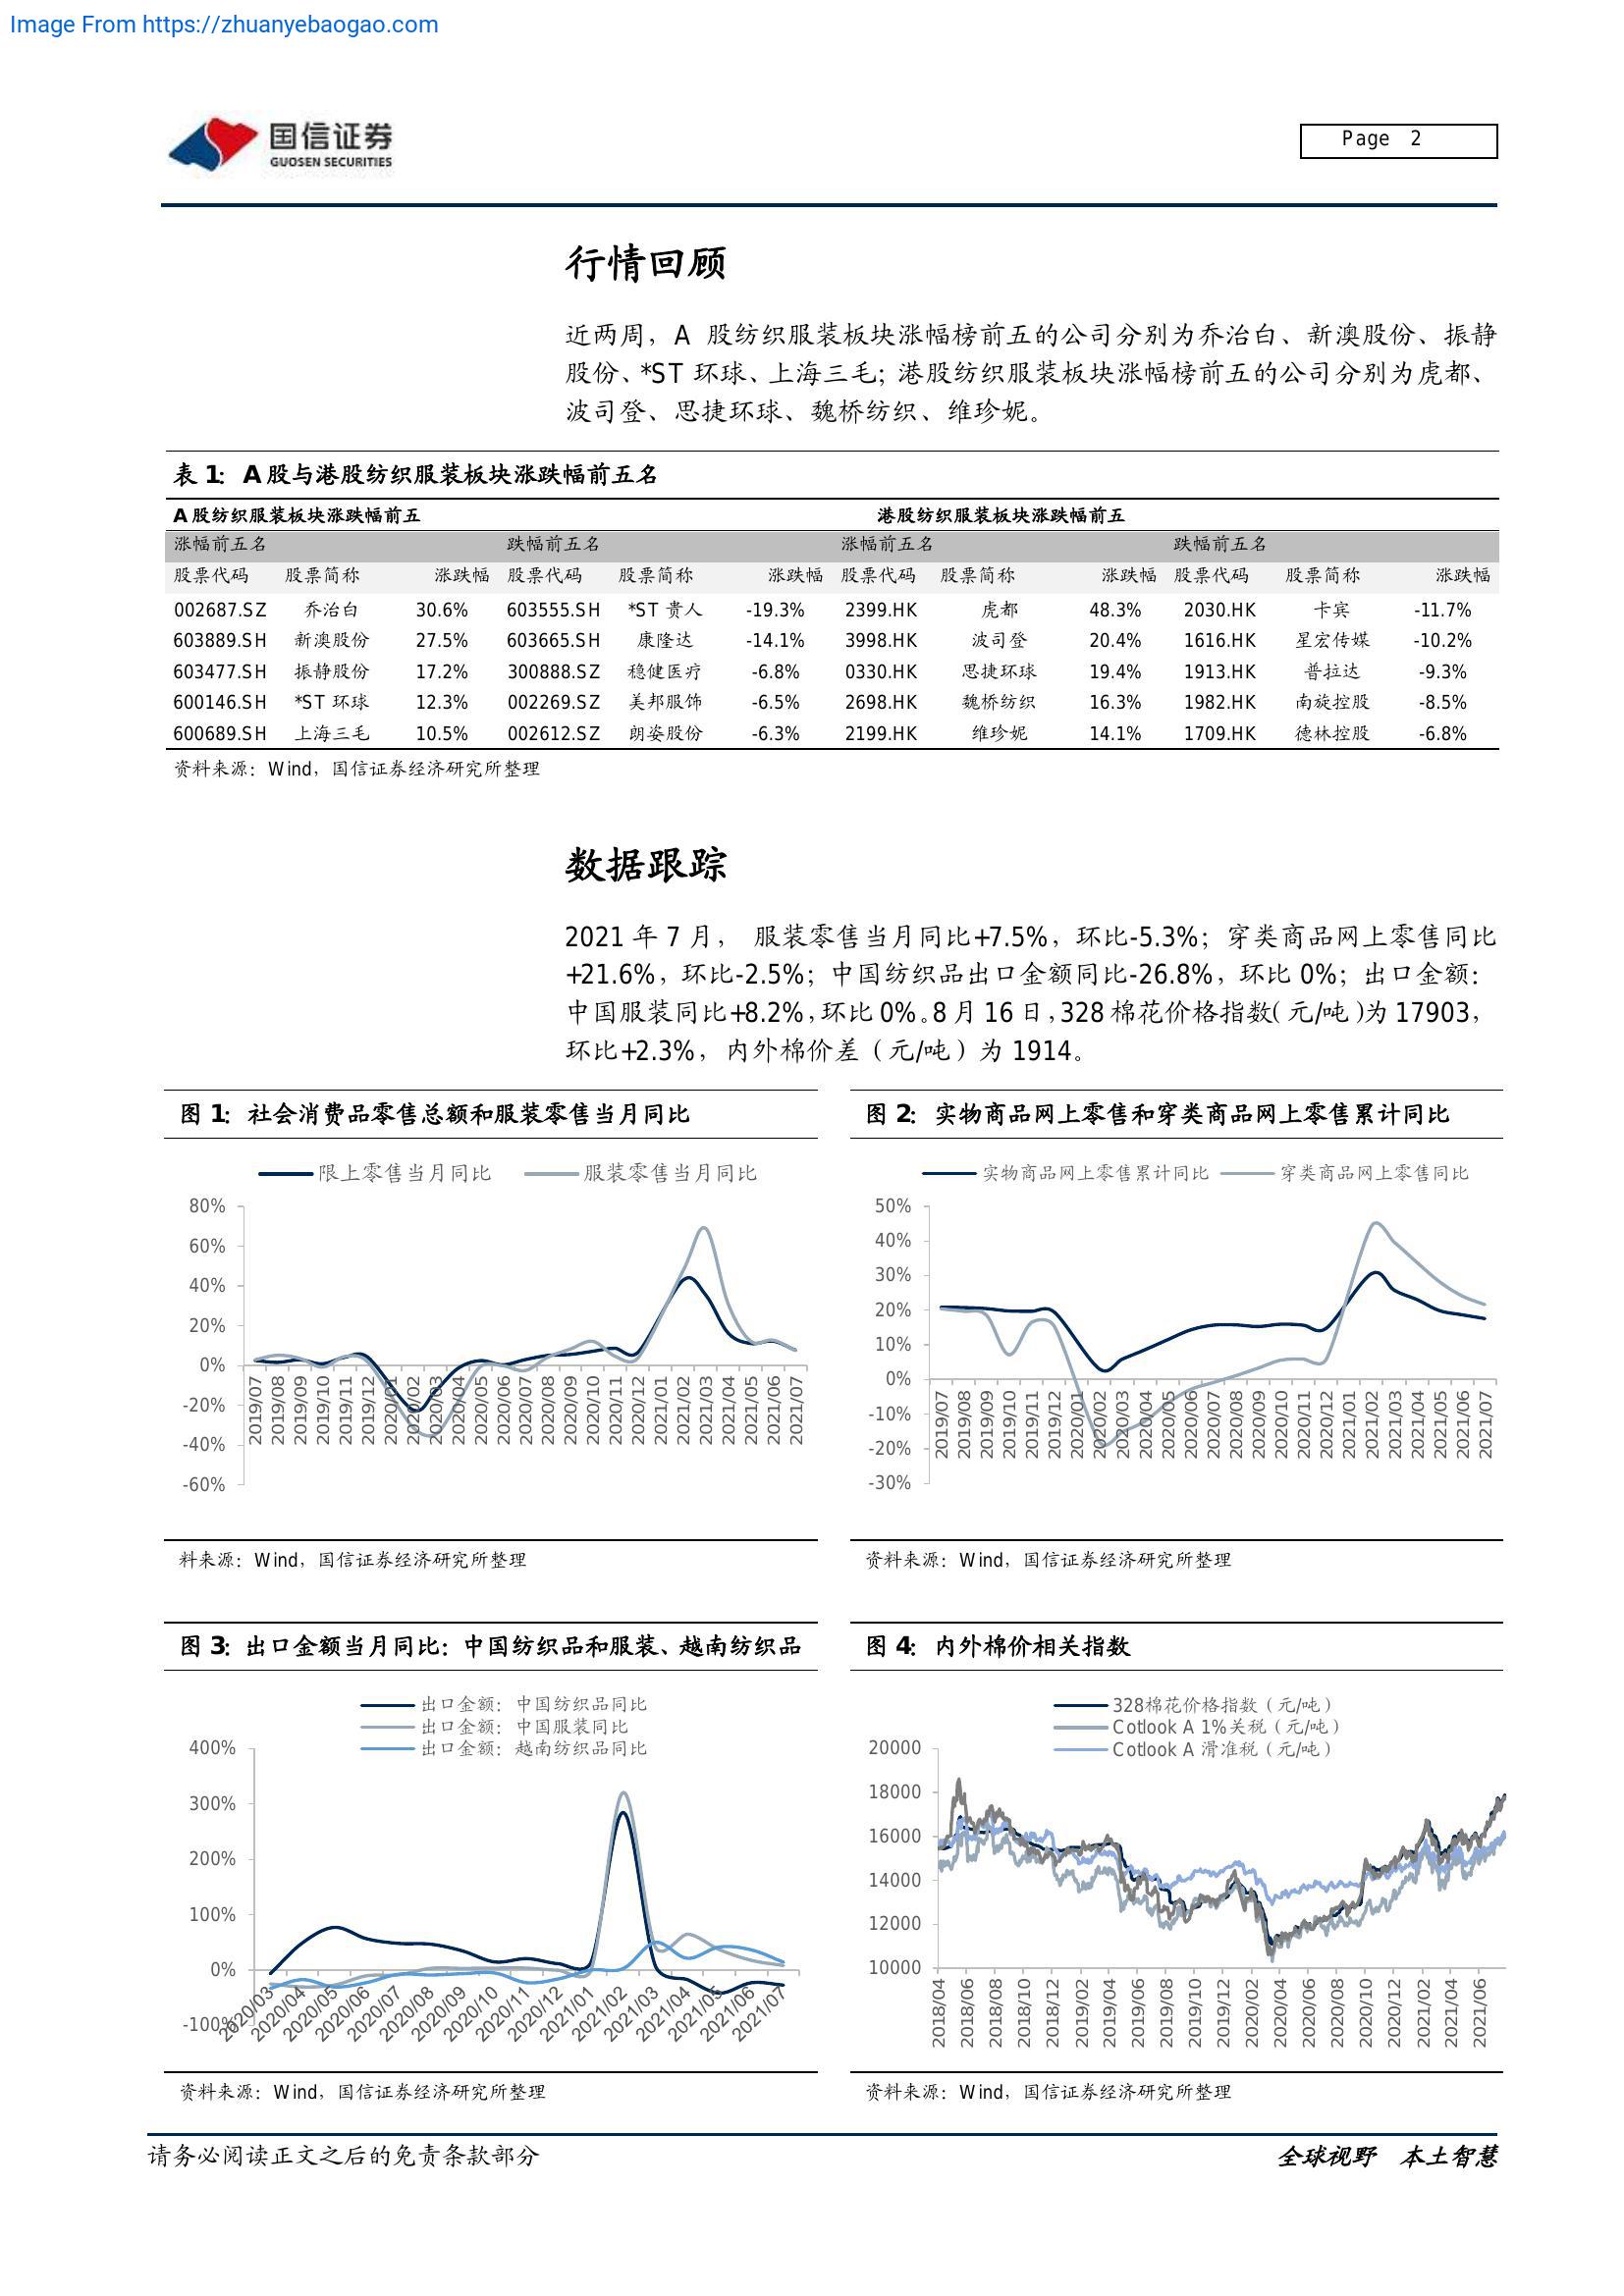 Image From https://zhuanyebaogao.com
国信证券
GUOSEN SECURITIES
Page 2
行情回顾
近两周，A 股纺织服装板块涨幅榜前五的公司分别为乔治白、新澳股份、振静
股份、*ST 环球、上海三毛；港股纺织服装板块涨幅榜前五的公司分别为虎都、
波司登、思捷环球、魏桥纺织、维珍妮。
表 1：A 股与港股纺织服装板块涨跌幅前五名
A 股纺织服装板块涨跌幅前五 港股纺织服装板块涨跌幅前五
涨幅前五名 跌幅前五名 涨幅前五名 跌幅前五名
股票代码 股票简称 涨跌幅 股票代码 股票简称 涨跌幅 股票代码 股票简称 涨跌幅 股票代码 股票简称 涨跌幅
002687.SZ 乔治白 30.6% 603555.SH *ST 贵人 -19.3% 2399.HK 虎都 48.3% 2030.HK 卡宾 -11.7%
603889.SH 新澳股份 27.5% 603665.SH 康隆达 -14.1% 3998.HK 波司登 20.4% 1616.HK 星宏传媒 -10.2%
603477.SH 振静股份 17.2% 300888.SZ 稳健医疗 -6.8% 0330.HK 思捷环球 19.4% 1913.HK 普拉达 -9.3%
600146.SH *ST 环球 12.3% 002269.SZ 美邦服饰 -6.5% 2698.HK 魏桥纺织 16.3% 1982.HK 南旋控股 -8.5%
600689.SH 上海三毛 10.5% 002612.SZ 朗姿股份 -6.3% 2199.HK 维珍妮 14.1% 1709.HK 德林控股 -6.8%
资料来源：Wind，国信证券经济研究所整理
数据跟踪
2021 年 7 月， 服装零售当月同比+7.5%，环比-5.3%；穿类商品网上零售同比
+21.6%，环比-2.5%；中国纺织品出口金额同比-26.8%，环比 0%；出口金额：
中国服装同比+8.2%，环比 0%。8 月 16 日，328 棉花价格指数（元/吨）为 17903，
环比+2.3%，内外棉价差（元/吨）为 1914。
图 1：社会消费品零售总额和服装零售当月同比
限上零售当月同比 服装零售当月同比
80%
60%
40%
20%
0%
-20%
-40%
-60%
2019/07 2019/08 2019/09 2019/10 2019/11 2019/12 2020/01 2020/02 2020/03 2020/04 2020/05 2020/06 2020/07 2020/08 2020/09 2020/10 2020/11 2020/12 2021/01 2021/02 2021/03 2021/04 2021/05 2021/06 2021/07
料来源：Wind，国信证券经济研究所整理
图 2：实物商品网上零售和穿类商品网上零售累计同比
实物商品网上零售累计同比 穿类商品网上零售同比
50%
40%
30%
20%
10%
0%
-10%
-20%
-30%
2019/07 2019/08 2019/09 2019/10 2019/11 2019/12 2020/01 2020/02 2020/03 2020/04 2020/05 2020/06 2020/07 2020/08 2020/09 2020/10 2020/11 2020/12 2021/01 2021/02 2021/03 2021/04 2021/05 2021/06 2021/07
资料来源：Wind，国信证券经济研究所整理
图 3：出口金额当月同比：中国纺织品和服装、越南纺织品
出口金额：中国纺织品同比
出口金额：中国服装同比
出口金额：越南纺织品同比
400%
300%
200%
100%
0%
-100%
2020/03 2020/04 2020/05 2020/06 2020/07 2020/08 2020/09 2020/10 2020/11 2020/12 2021/01 2021/02 2021/03 2021/04 2021/05 2021/06 2021/07
资料来源：Wind，国信证券经济研究所整理
图 4：内外棉价相关指数
328棉花价格指数（元/吨）
Cotlook A 1%关税（元/吨）
Cotlook A 滑准税（元/吨）
20000
18000
16000
14000
12000
10000
2018/04 2018/06 2018/08 2018/10 2018/12 2019/02 2019/04 2019/06 2019/08 2019/10 2019/12 2020/02 2020/04 2020/06 2020/08 2020/10 2020/12 2021/02 2021/04 2021/06
资料来源：Wind，国信证券经济研究所整理
请务必阅读正文之后的免责条款部分
全球视野 本土智慧